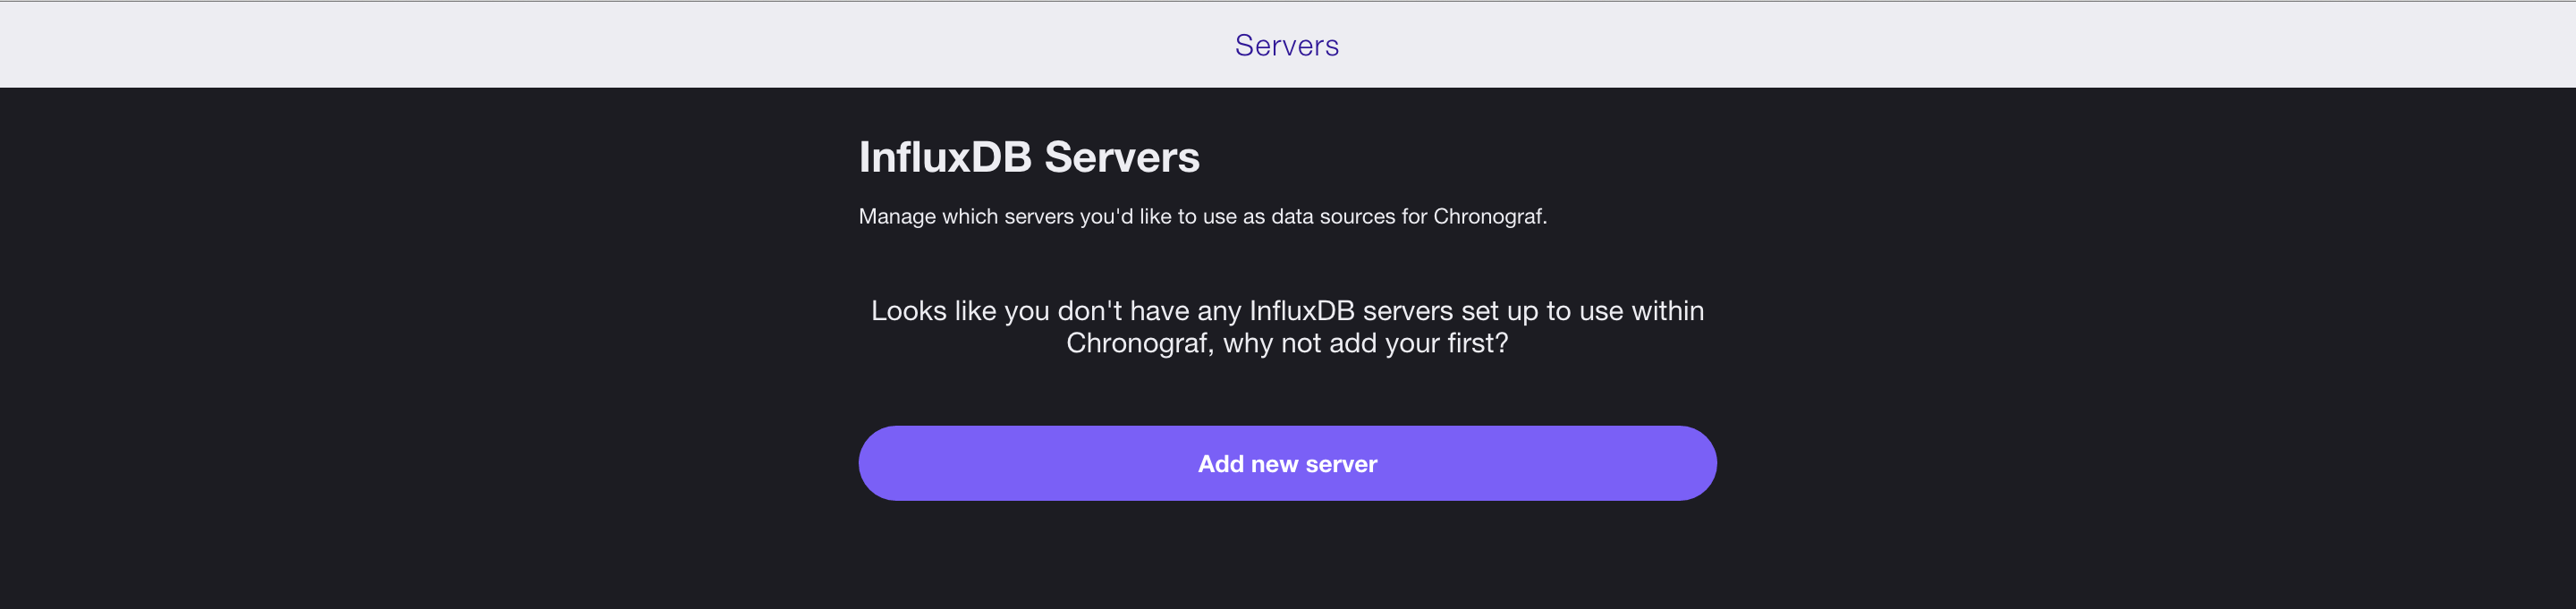 Servers
InfluxDB Servers
Manage which servers you'd like to use as data sources for Chronograf.
Looks like you don't have any InfluxDB servers set up to use within
Chronograf, why not add your first?
Add new server